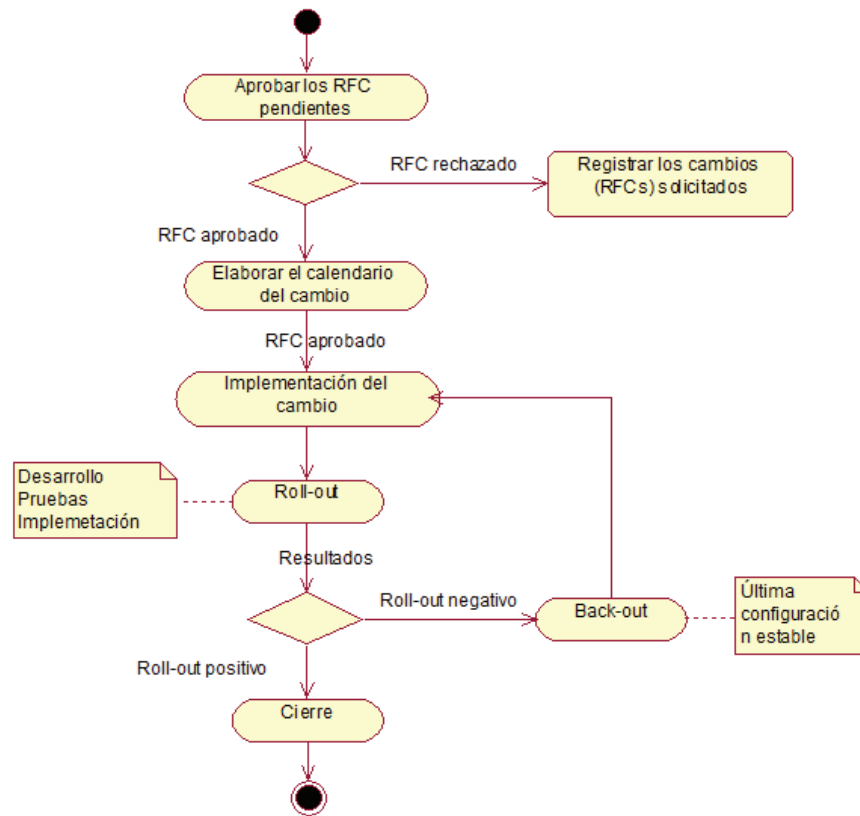 Aprobar los RFC
pendientes
RFC rechazado
Registrar los cambios
(RFCs) solicitados
RFC aprobado
Elaborar el calendario
del cambio
RFC aprobado
Implementación del
cambio
Desarrollo
Pruebas
Implemetación
Roll-out
Resultados
Roll-out negativo
Back-out
Última
configuració
n estable
Roll-out positivo
Cierre